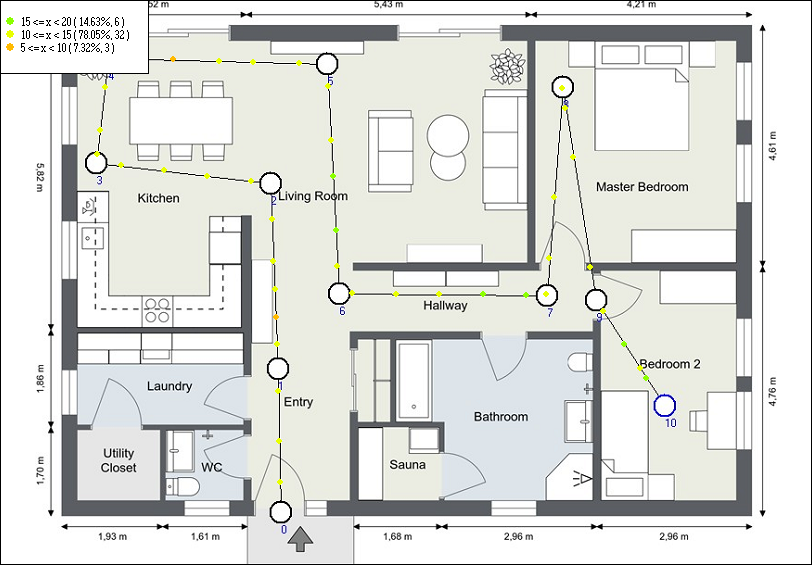 52 m
5,43 m
4,21 m
15 <=x < 20 ( 14.63%, 6 )
10 <=x < 15 ( 78.05%, 32 )
5 <=x < 10 ( 7.32%, 3 )
4
5
8
4,61 m
5,82 m
3
2
Kitchen
Living Room
Master Bedroom
6
Hallway
7
9
1,86 m
Laundry
1
Entry
Bedroom 2
4,76 m
10
Bathroom
Utility
Closet
WC
Sauna
1,70 m
0
1,93 m
1,61 m
1,68 m
2,96 m
2,96 m